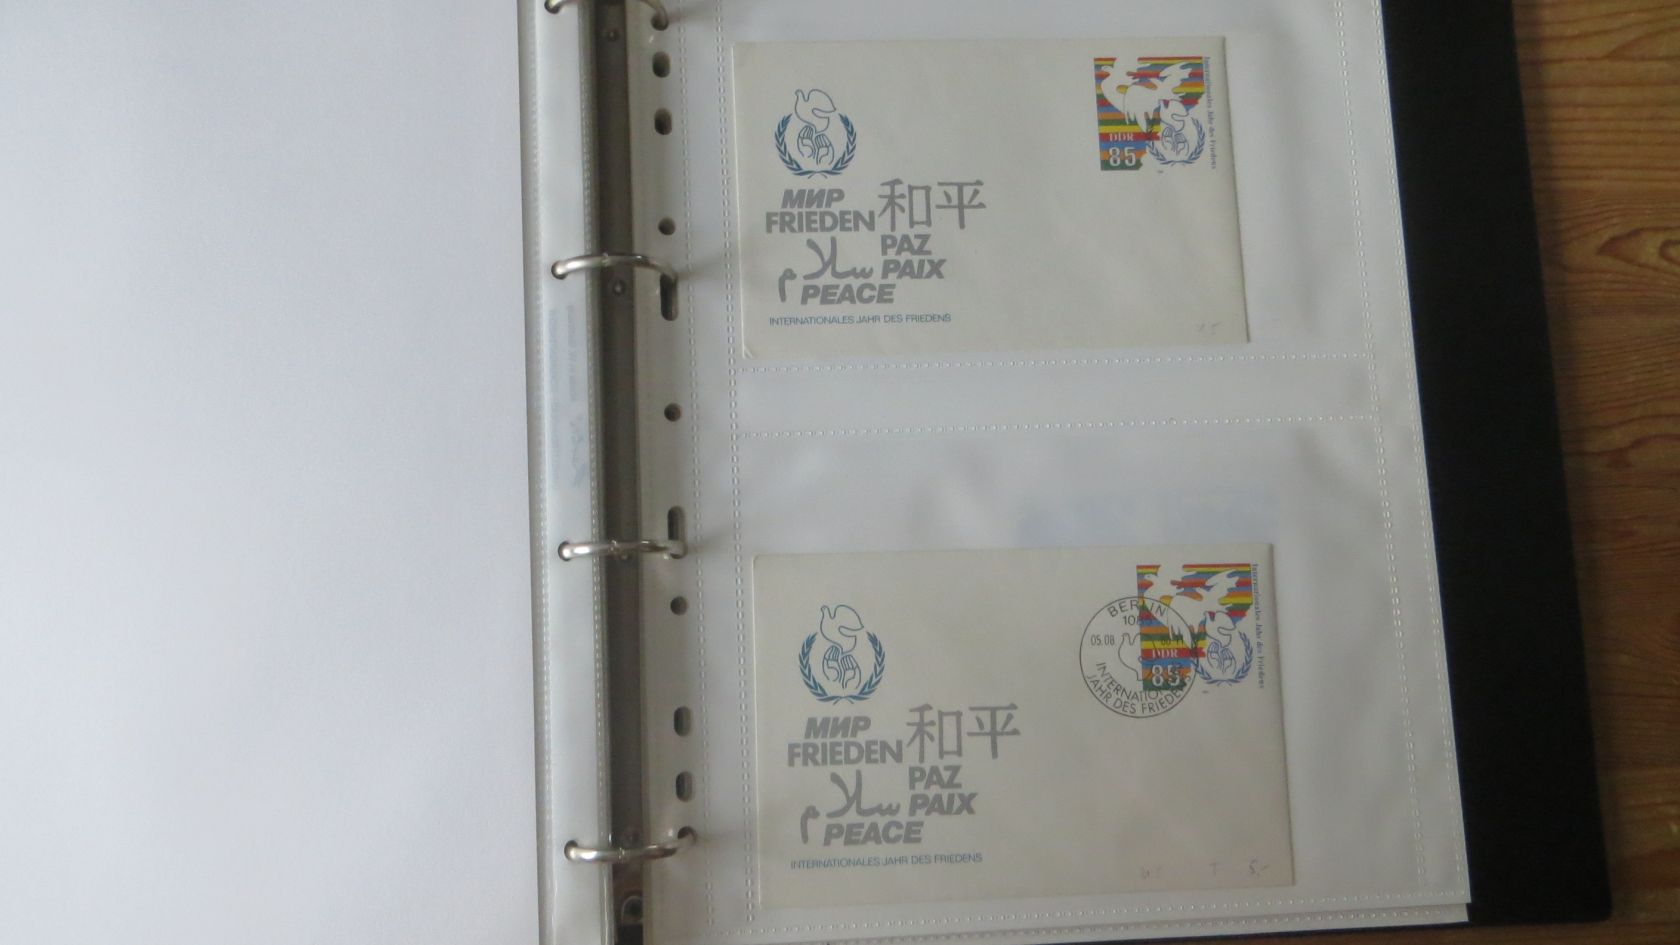 Internationales Jahr des Friedens
DDR
85
МИР
FRIEDEN 和平
PAZ
سلام PAIX
PEACE
INTERNATIONALES JAHR DES FRIEDENS
Internationales Jahr des Friedens
BERLIN
05.08
DDR
85
JAHR DES
МИР
FRIEDEN 和平
PAZ
سلام PAIX
PEACE
INTERNATIONALES JAHR DES FRIEDENS